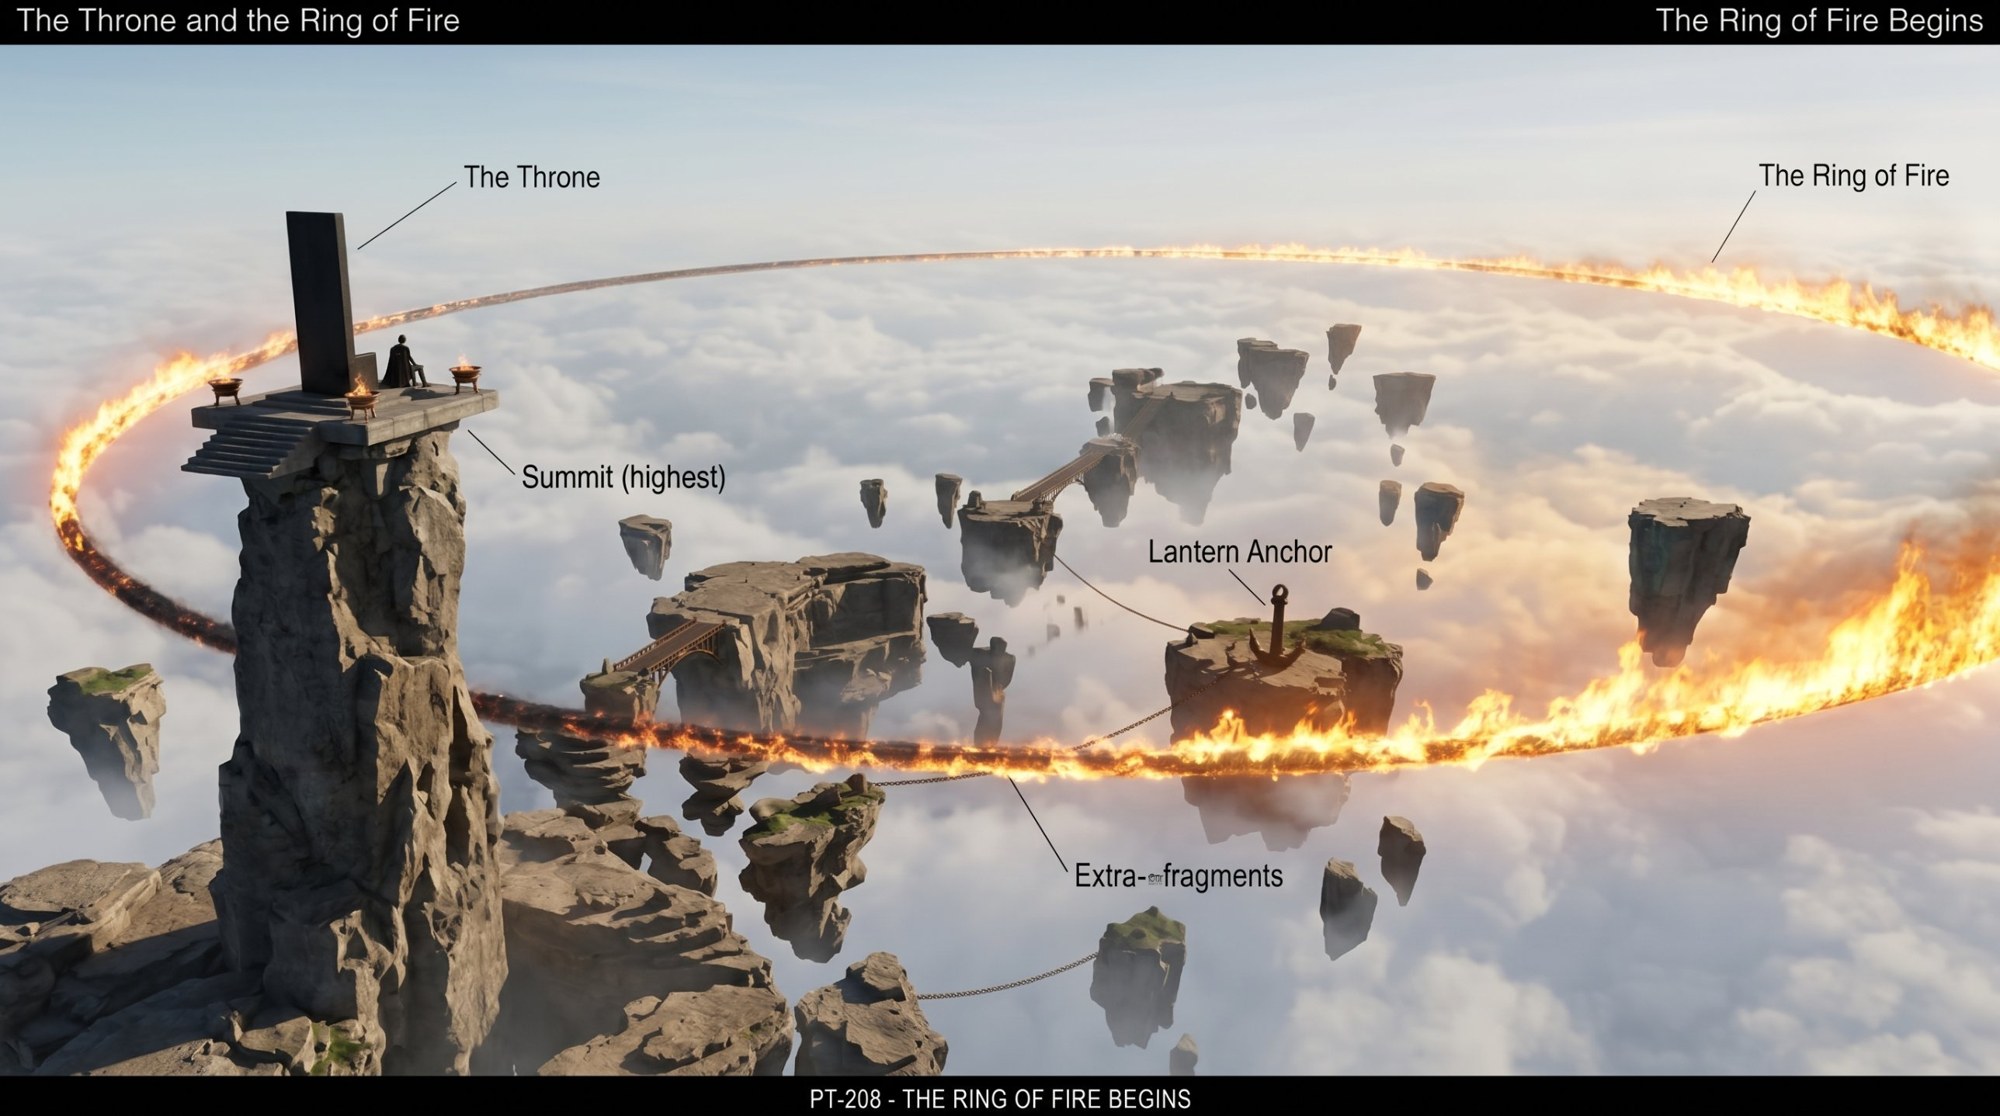 The Throne and the Ring of Fire
The Ring of Fire Begins
The Throne
The Ring of Fire
Summit (highest)
Lantern Anchor
Extra- fragments
PT-208 - THE RING OF FIRE BEGINS